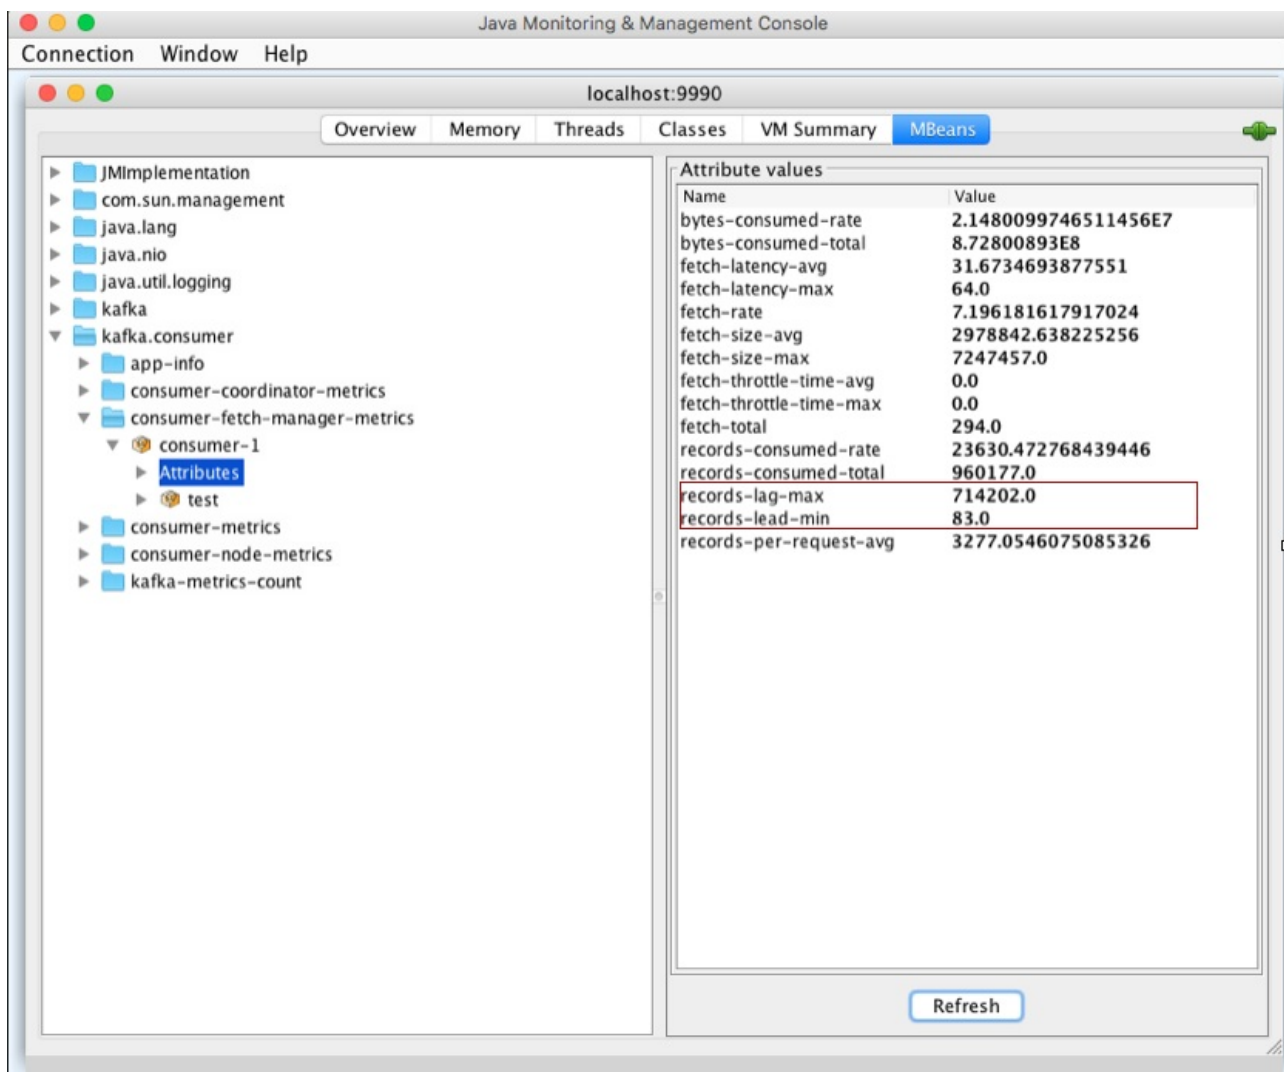 Java Monitoring & Management Console
Connection Window Help
localhost:9990
Overview Memory Threads Classes VM Summary MBeans
JMImplementation
com.sun.management
java.lang
java.nio
java.util.logging
kafka
kafka.consumer
app-info
consumer-coordinator-metrics
consumer-fetch-manager-metrics
consumer-1
Attributes
test
consumer-metrics
consumer-node-metrics
kafka-metrics-count
Attribute values
Name Value
bytes-consumed-rate 2.1480099746511456E7
bytes-consumed-total 8.72800893E8
fetch-latency-avg 31.6734693877551
fetch-latency-max 64.0
fetch-rate 7.196181617917024
fetch-size-avg 2978842.638225256
fetch-size-max 7247457.0
fetch-throttle-time-avg 0.0
fetch-throttle-time-max 0.0
fetch-total 294.0
records-consumed-rate 23630.472768439446
records-consumed-total 960177.0
records-lag-max 714202.0
records-lead-min 83.0
records-per-request-avg 3277.0546075085326
Refresh